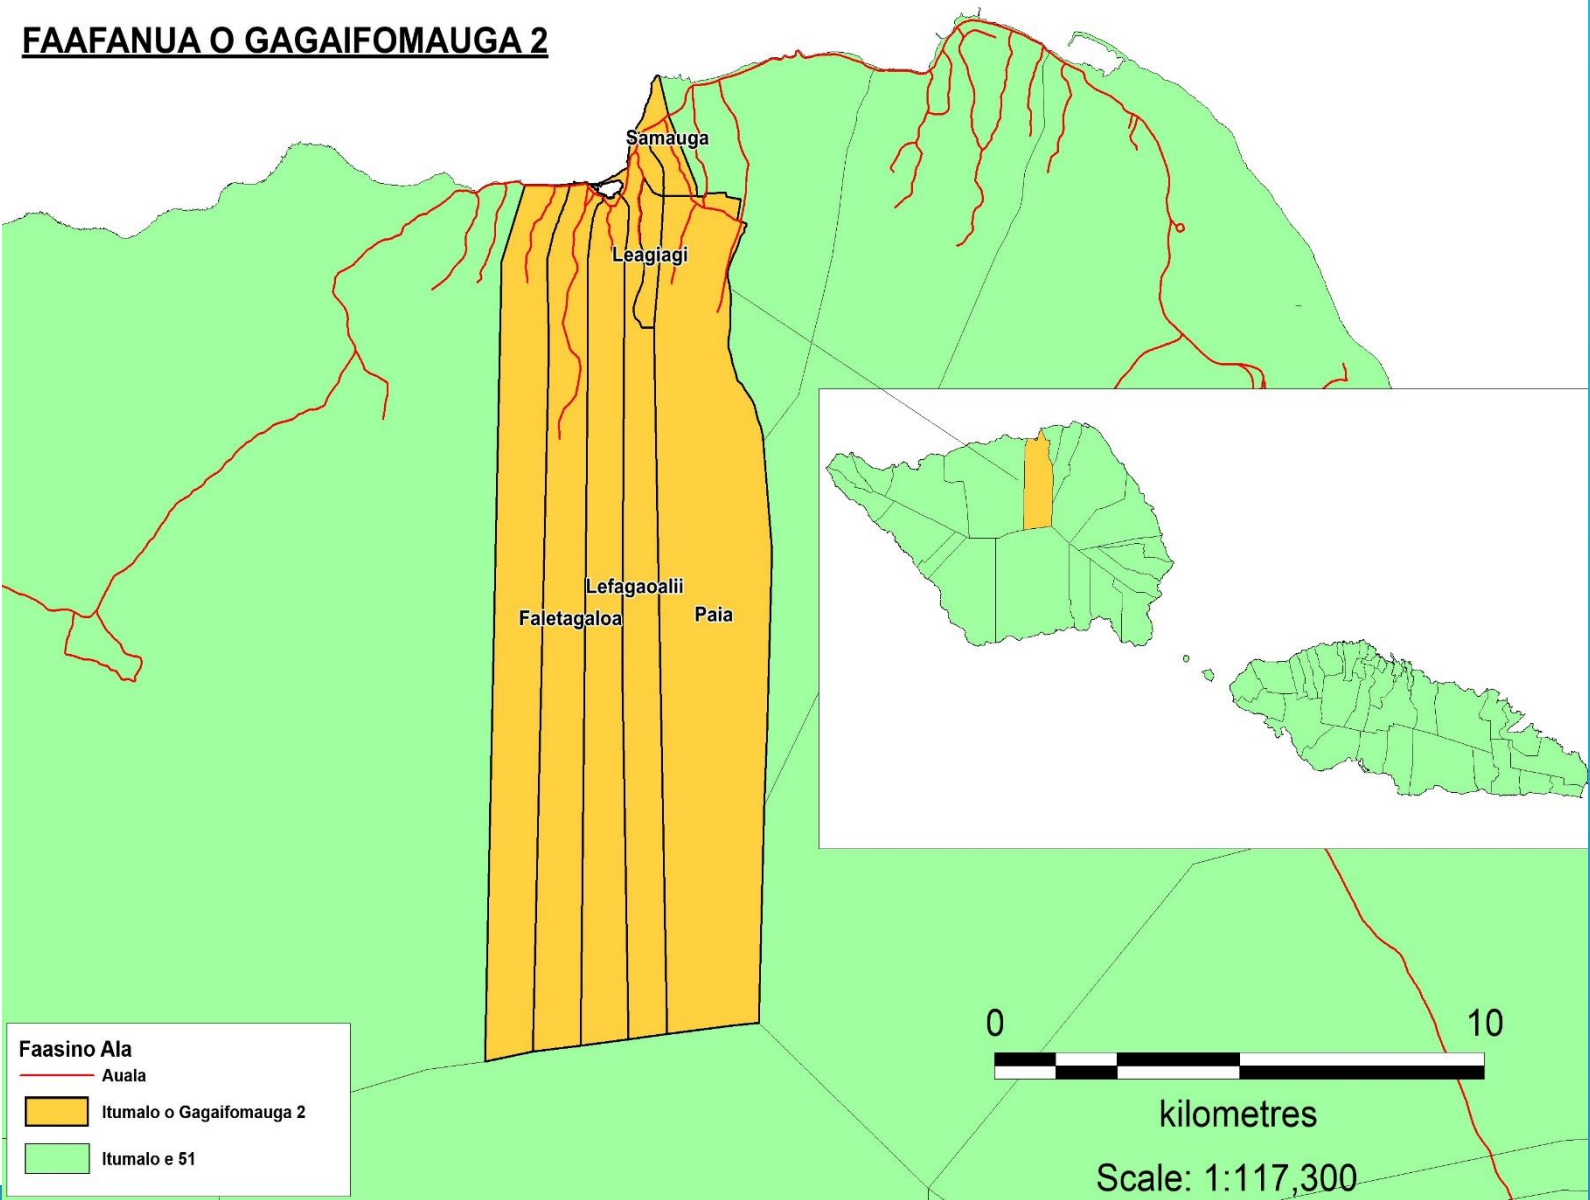 FAAFANUA O GAGAIFOMAUGA 2
Samauga
Leagiagi
Lefagaoalii
Faletagaloa
Paia
Faasino Ala
Auala
Itumalo o Gagaifomauga 2
Itumalo e 51
0 10
kilometres
Scale: 1:117,300